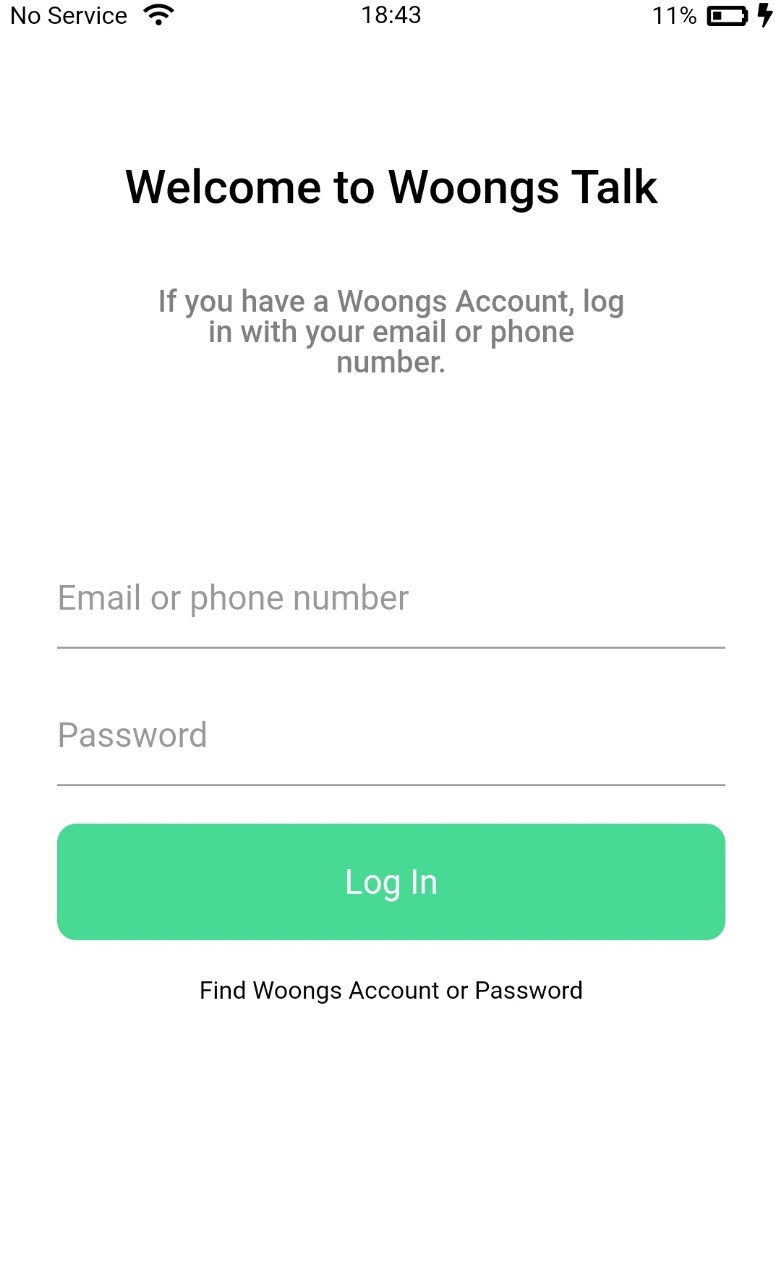 No Service 18:43 11%
Welcome to Woongs Talk
If you have a Woongs Account, log
in with your email or phone
number.
Email or phone number
Password
Log In
Find Woongs Account or Password